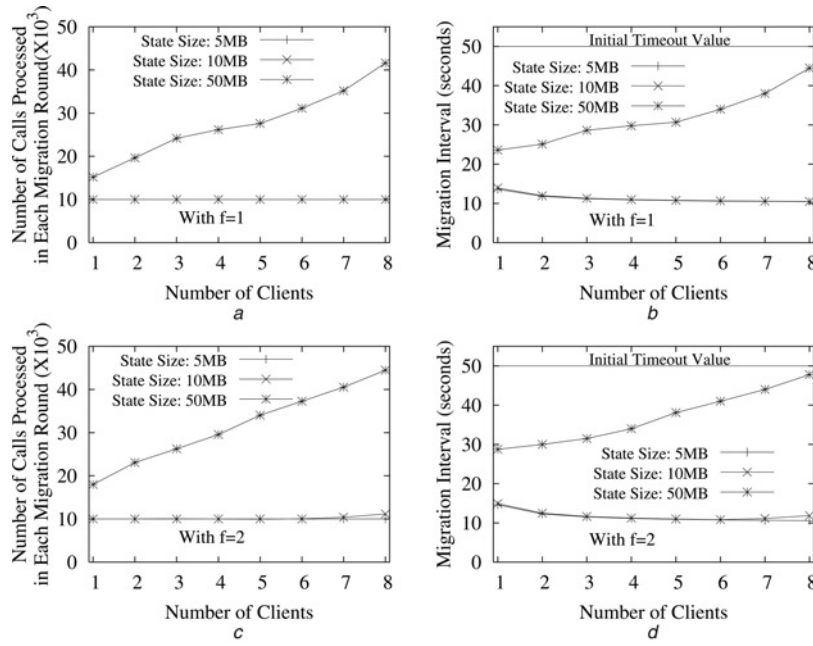 Number of Calls Processed
in Each Migration Round(X10³)
50
40
30
20
10
0
State Size: 5MB
State Size: 10MB
State Size: 50MB
With f=1
1 2 3 4 5 6 7 8
Number of Clients
a
Migration Interval (seconds)
60
50
40
30
20
10
0
Initial Timeout Value
State Size: 5MB
State Size: 10MB
State Size: 50MB
With f=1
1 2 3 4 5 6 7 8
Number of Clients
b
Number of Calls Processed
in Each Migration Round (X10³)
50
40
30
20
10
0
State Size: 5MB
State Size: 10MB
State Size: 50MB
With f=2
1 2 3 4 5 6 7 8
Number of Clients
c
Migration Interval (seconds)
60
50
40
30
20
10
0
Initial Timeout Value
State Size: 5MB
State Size: 10MB
State Size: 50MB
With f=2
1 2 3 4 5 6 7 8
Number of Clients
d